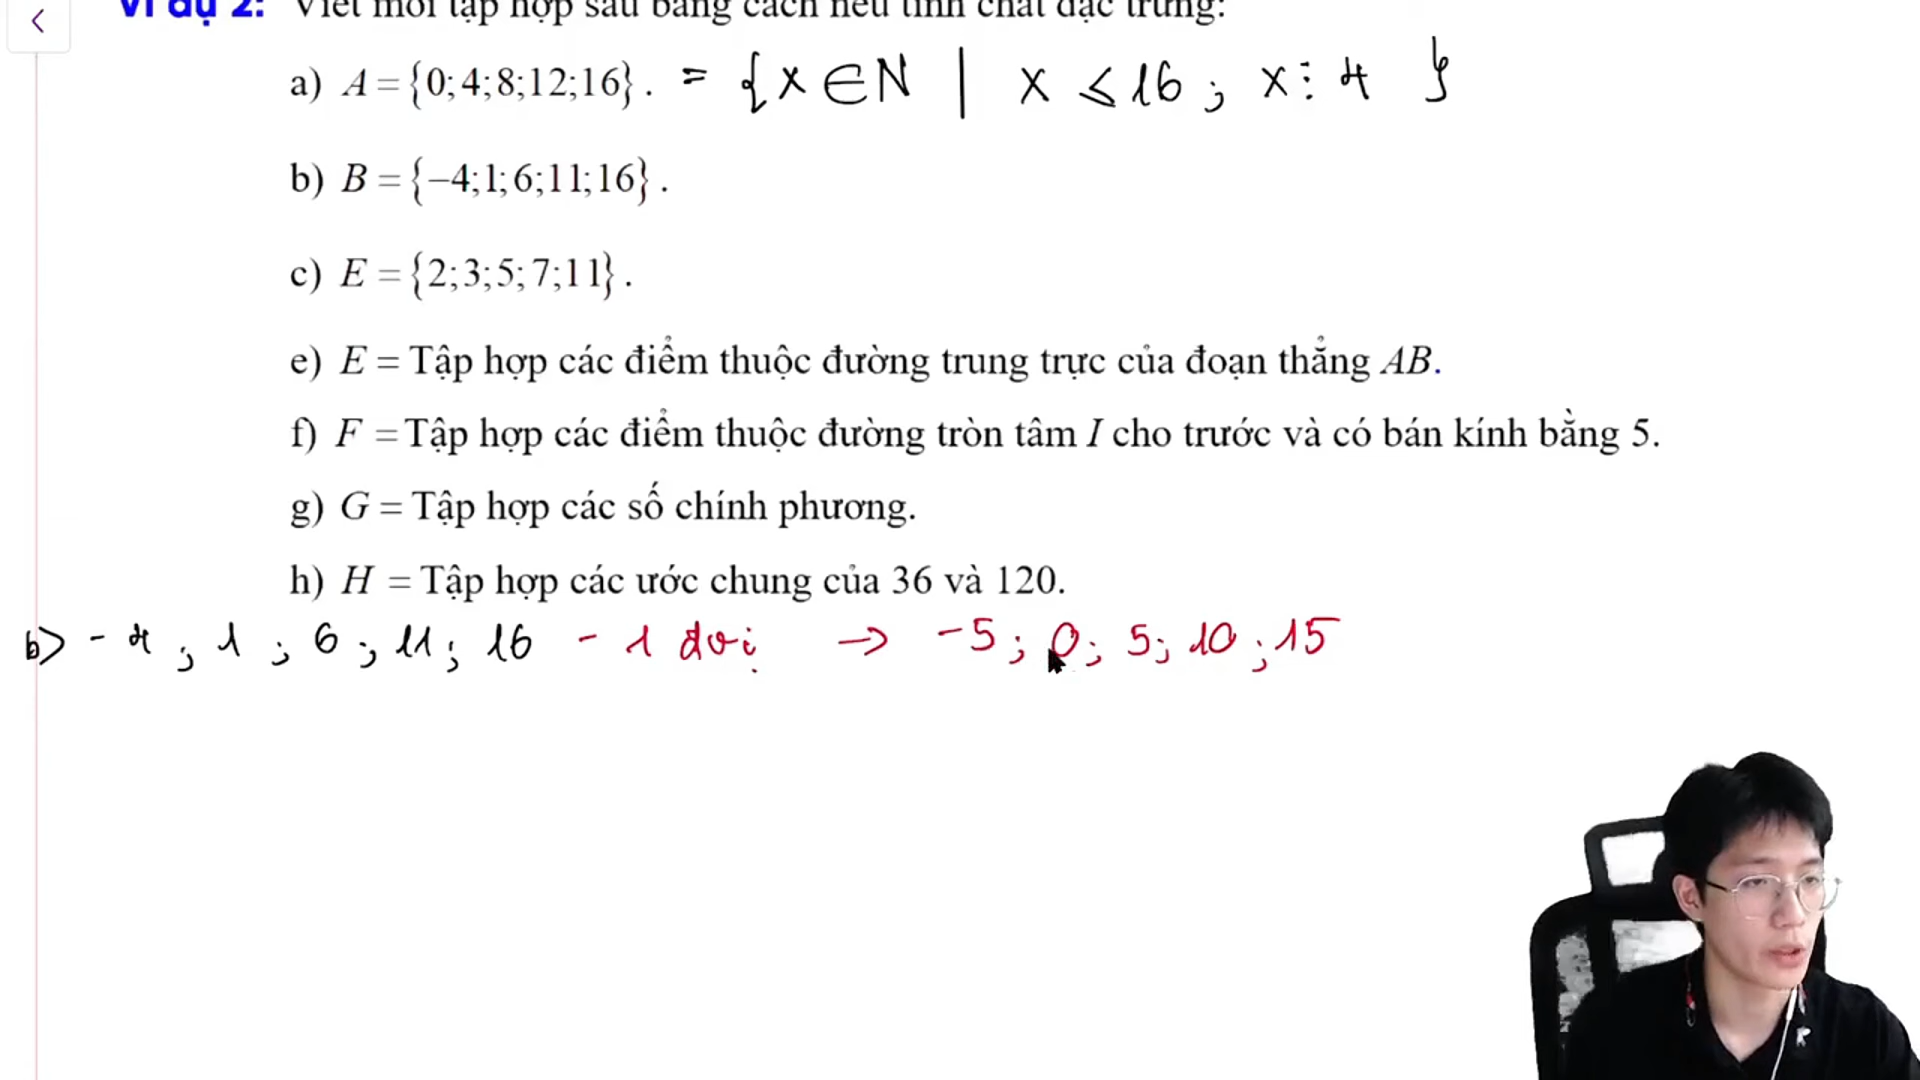 Ví dụ 2: Viết mỗi tập hợp sau bằng cách nêu tính chất đặc trưng:
a) A = {0; 4; 8; 12; 16}. = {x ∈ N | x ≤ 16 ; x ⋮ 4 }
b) B = {−4; 1; 6; 11; 16}.
c) E = {2; 3; 5; 7; 11}.
e) E = Tập hợp các điểm thuộc đường trung trực của đoạn thẳng AB.
f) F = Tập hợp các điểm thuộc đường tròn tâm I cho trước và có bán kính bằng 5.
g) G = Tập hợp các số chính phương.
h) H = Tập hợp các ước chung của 36 và 120.
b> - 4 ; 1 ; 6 ; 11 ; 16 - 1 đvị → -5 ; 0 ; 5 ; 10 ; 15